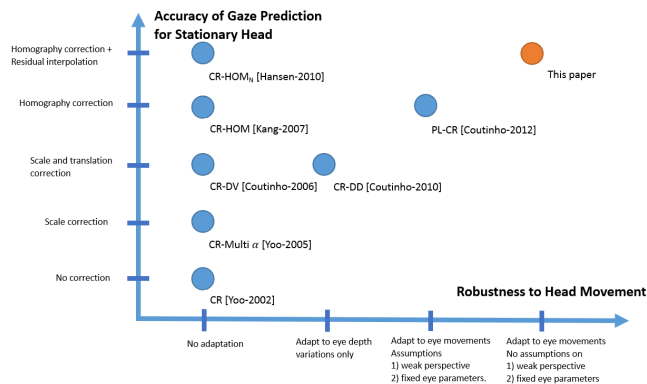 Accuracy of Gaze Prediction
for Stationary Head
Homography correction +
Residual interpolation
CR-HOMN [Hansen-2010]
This paper
Homography correction
CR-HOM [Kang-2007]
PL-CR [Coutinho-2012]
Scale and translation
correction
CR-DV [Coutinho-2006]
CR-DD [Coutinho-2010]
Scale correction
CR-Multi α [Yoo-2005]
No correction
CR [Yoo-2002]
Robustness to Head Movement
No adaptation
Adapt to eye depth
variations only
Adapt to eye movements
Assumptions
1) weak perspective
2) fixed eye parameters.
Adapt to eye movements
No assumptions on
1) weak perspective
2) fixed eye parameters